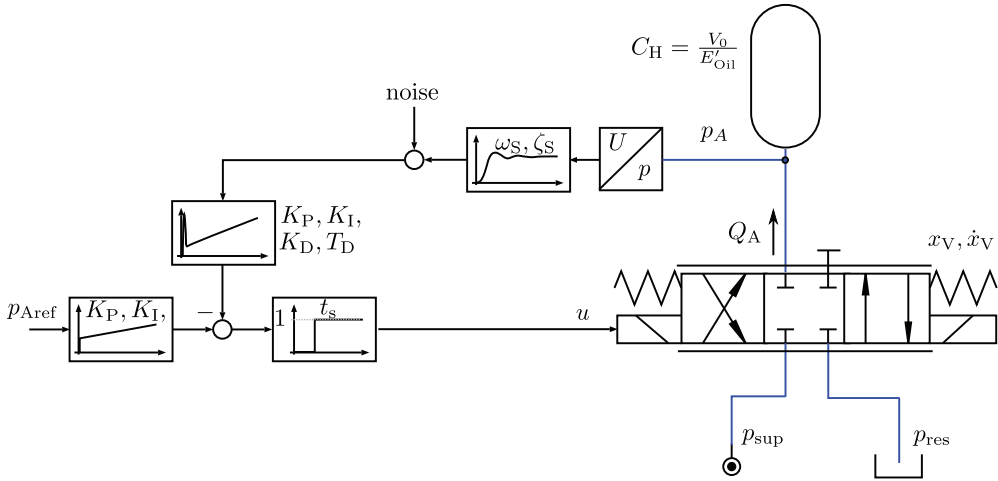 C_H = V_0 / E'_Oil
noise
ω_S, ζ_S
U
p
p_A
K_P, K_I,
K_D, T_D
Q_A
x_V, ẋ_V
p_Aref
K_P, K_I,
−
1
t_s
u
p_sup
p_res